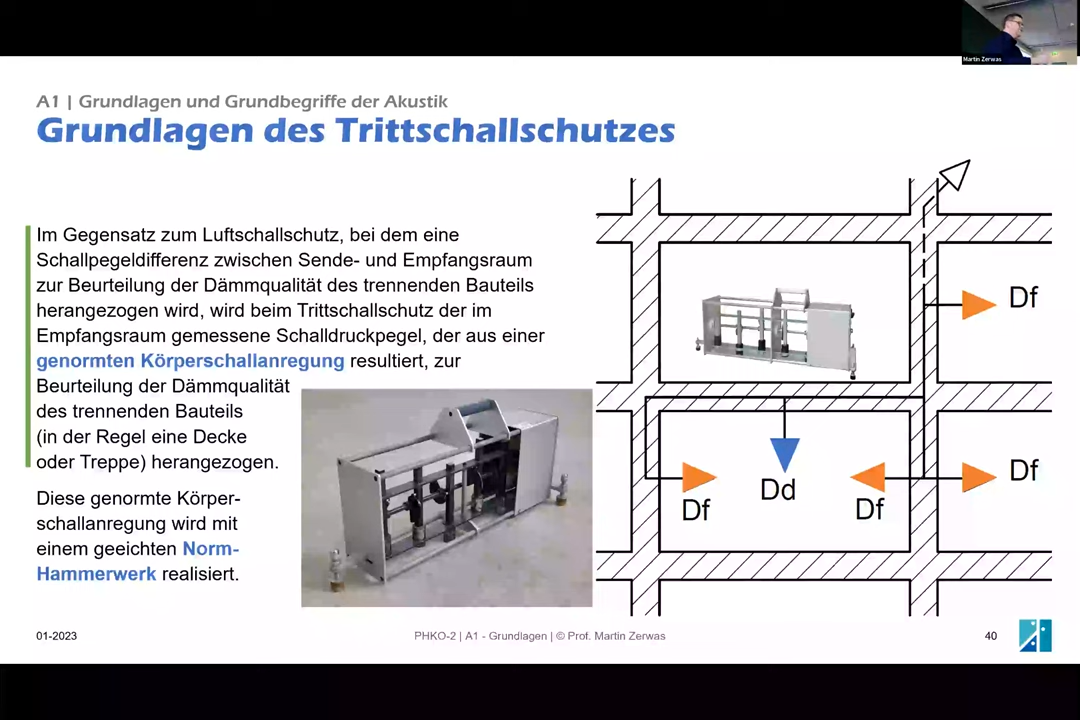 Martin Zerwas
A1 | Grundlagen und Grundbegriffe der Akustik
Grundlagen des Trittschallschutzes
Im Gegensatz zum Luftschallschutz, bei dem eine
Schallpegeldifferenz zwischen Sende- und Empfangsraum
zur Beurteilung der Dämmqualität des trennenden Bauteils
herangezogen wird, wird beim Trittschallschutz der im
Empfangsraum gemessene Schalldruckpegel, der aus einer
genormten Körperschallanregung resultiert, zur
Beurteilung der Dämmqualität
des trennenden Bauteils
(in der Regel eine Decke
oder Treppe) herangezogen.
Diese genormte Körper-
schallanregung wird mit
einem geeichten Norm-
Hammerwerk realisiert.
Df
Df
Dd
Df
Df
01-2023
PHKO-2 | A1 - Grundlagen | © Prof. Martin Zerwas
40